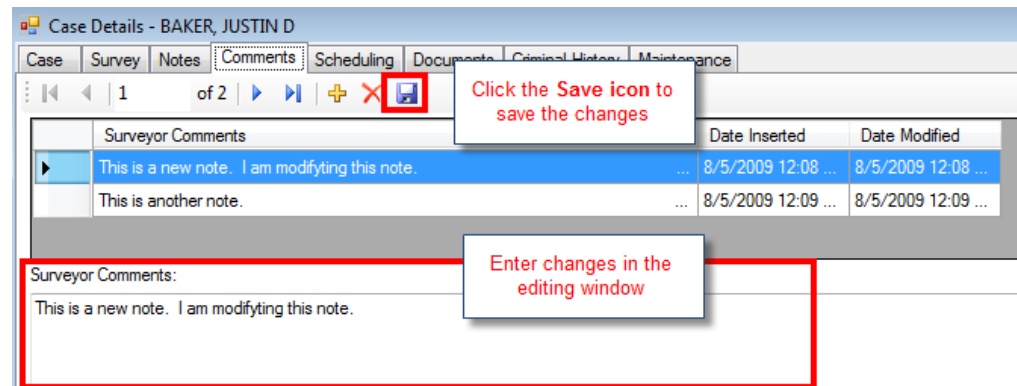 Case Details - BAKER, JUSTIN D
Case Survey Notes Comments Scheduling Documents Criminal History Maintenance
1 of 2
Click the Save icon to
save the changes
Surveyor Comments Date Inserted Date Modified
This is a new note. I am modifyting this note. ... 8/5/2009 12:08 ... 8/5/2009 12:08 ...
This is another note. ... 8/5/2009 12:09 ... 8/5/2009 12:09 ...
Enter changes in the
editing window
Surveyor Comments:
This is a new note. I am modifyting this note.